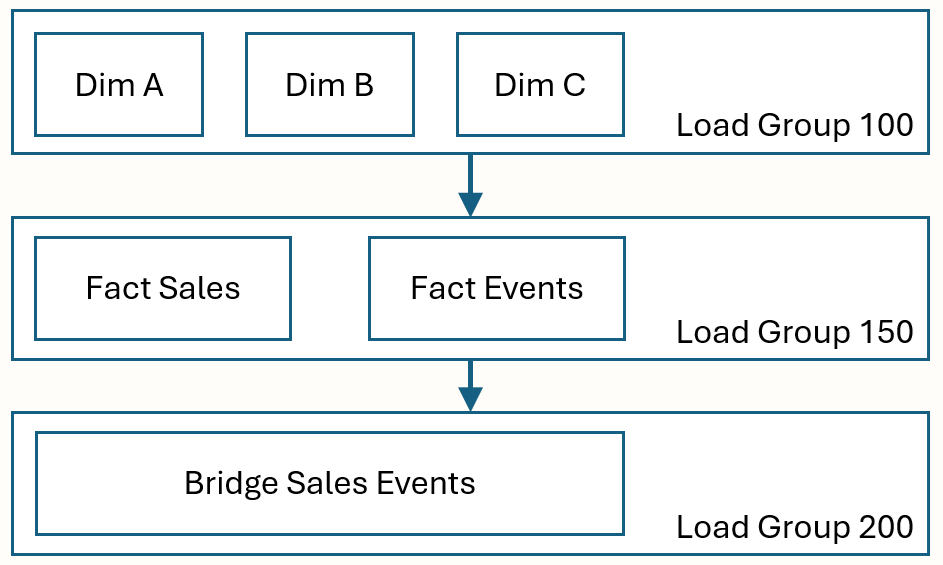 Dim A
Dim B
Dim C
Load Group 100
Fact Sales
Fact Events
Load Group 150
Bridge Sales Events
Load Group 200